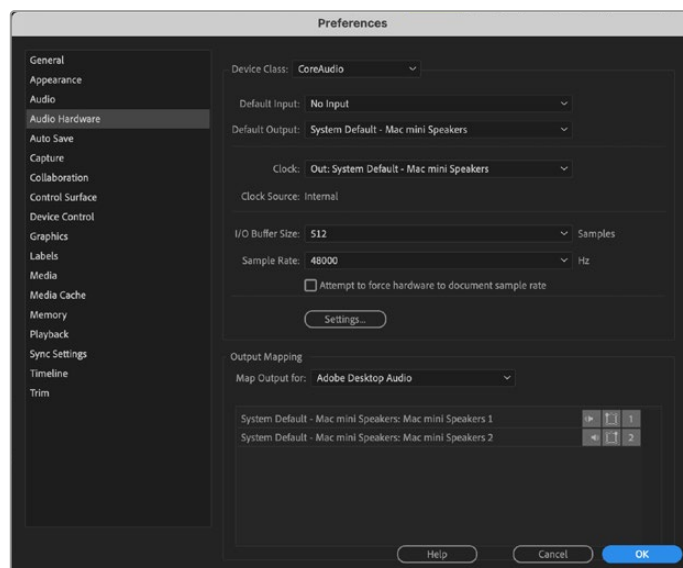 Preferences
General
Appearance
Audio
Audio Hardware
Auto Save
Capture
Collaboration
Control Surface
Device Control
Graphics
Labels
Media
Media Cache
Memory
Playback
Sync Settings
Timeline
Trim
Device Class: CoreAudio
Default Input: No Input
Default Output: System Default - Mac mini Speakers
Clock: Out: System Default - Mac mini Speakers
Clock Source: Internal
I/O Buffer Size: 512 Samples
Sample Rate: 48000 Hz
Attempt to force hardware to document sample rate
Settings...
Output Mapping
Map Output for: Adobe Desktop Audio
System Default - Mac mini Speakers: Mac mini Speakers 1 1
System Default - Mac mini Speakers: Mac mini Speakers 2 2
Help Cancel OK